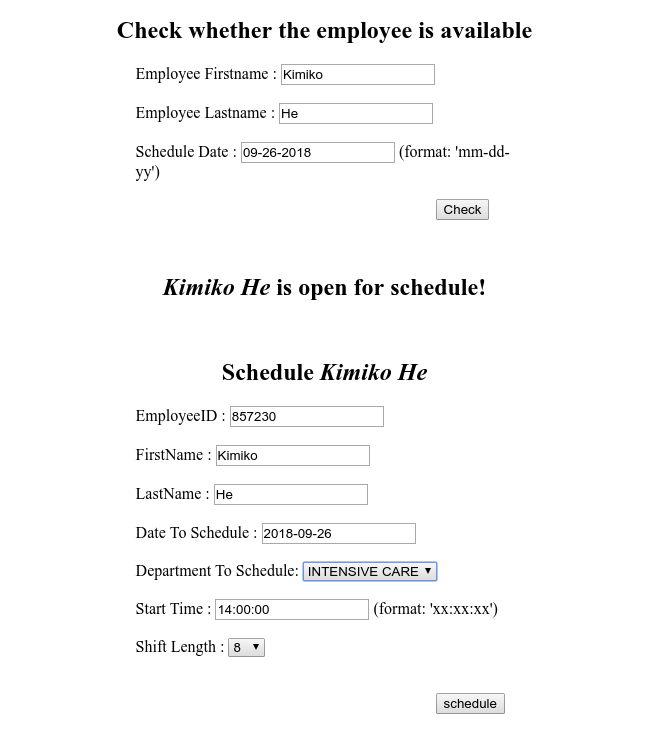 Check whether the employee is available
Employee Firstname : Kimiko
Employee Lastname : He
Schedule Date : 09-26-2018 (format: 'mm-dd-
yy')
Check
Kimiko He is open for schedule!
Schedule Kimiko He
EmployeeID : 857230
FirstName : Kimiko
LastName : He
Date To Schedule : 2018-09-26
Department To Schedule: INTENSIVE CARE
Start Time : 14:00:00 (format: 'xx:xx:xx')
Shift Length : 8
schedule